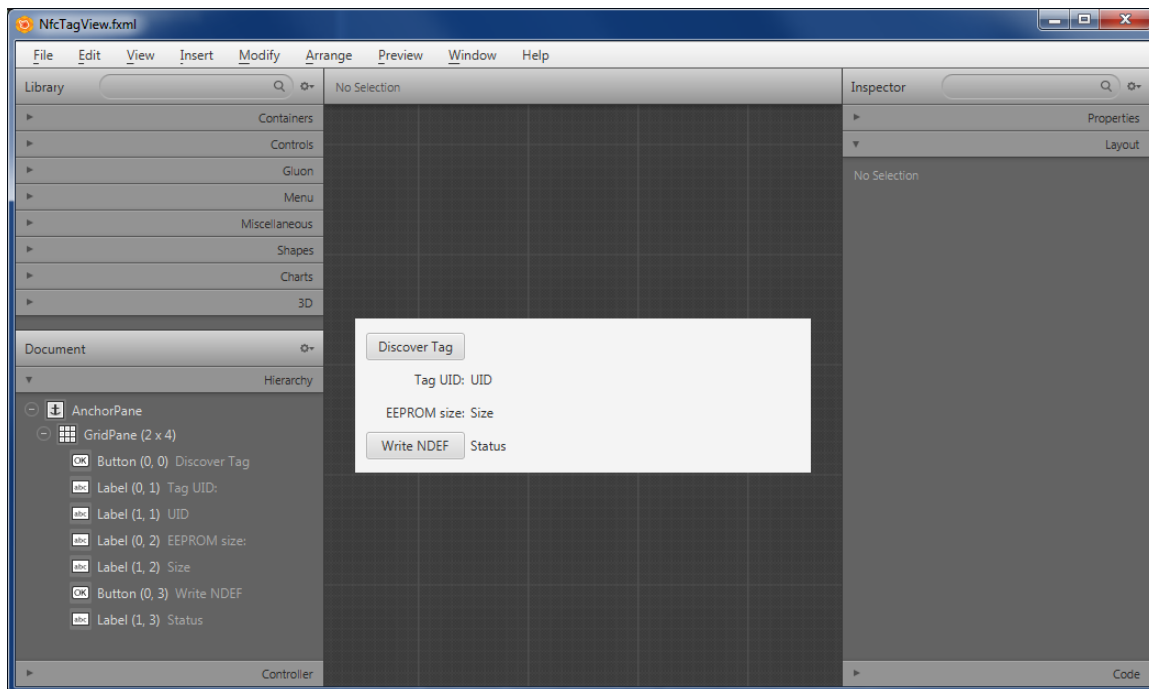 NfcTagView.fxml
File Edit View Insert Modify Arrange Preview Window Help
Library
Containers
Controls
Gluon
Menu
Miscellaneous
Shapes
Charts
3D
Document
Hierarchy
AnchorPane
GridPane (2 x 4)
OK Button (0, 0) Discover Tag
abc Label (0, 1) Tag UID:
abc Label (1, 1) UID
abc Label (0, 2) EEPROM size:
abc Label (1, 2) Size
OK Button (0, 3) Write NDEF
abc Label (1, 3) Status
Controller
No Selection
Discover Tag
Tag UID: UID
EEPROM size: Size
Write NDEF Status
Inspector
Properties
Layout
No Selection
Code